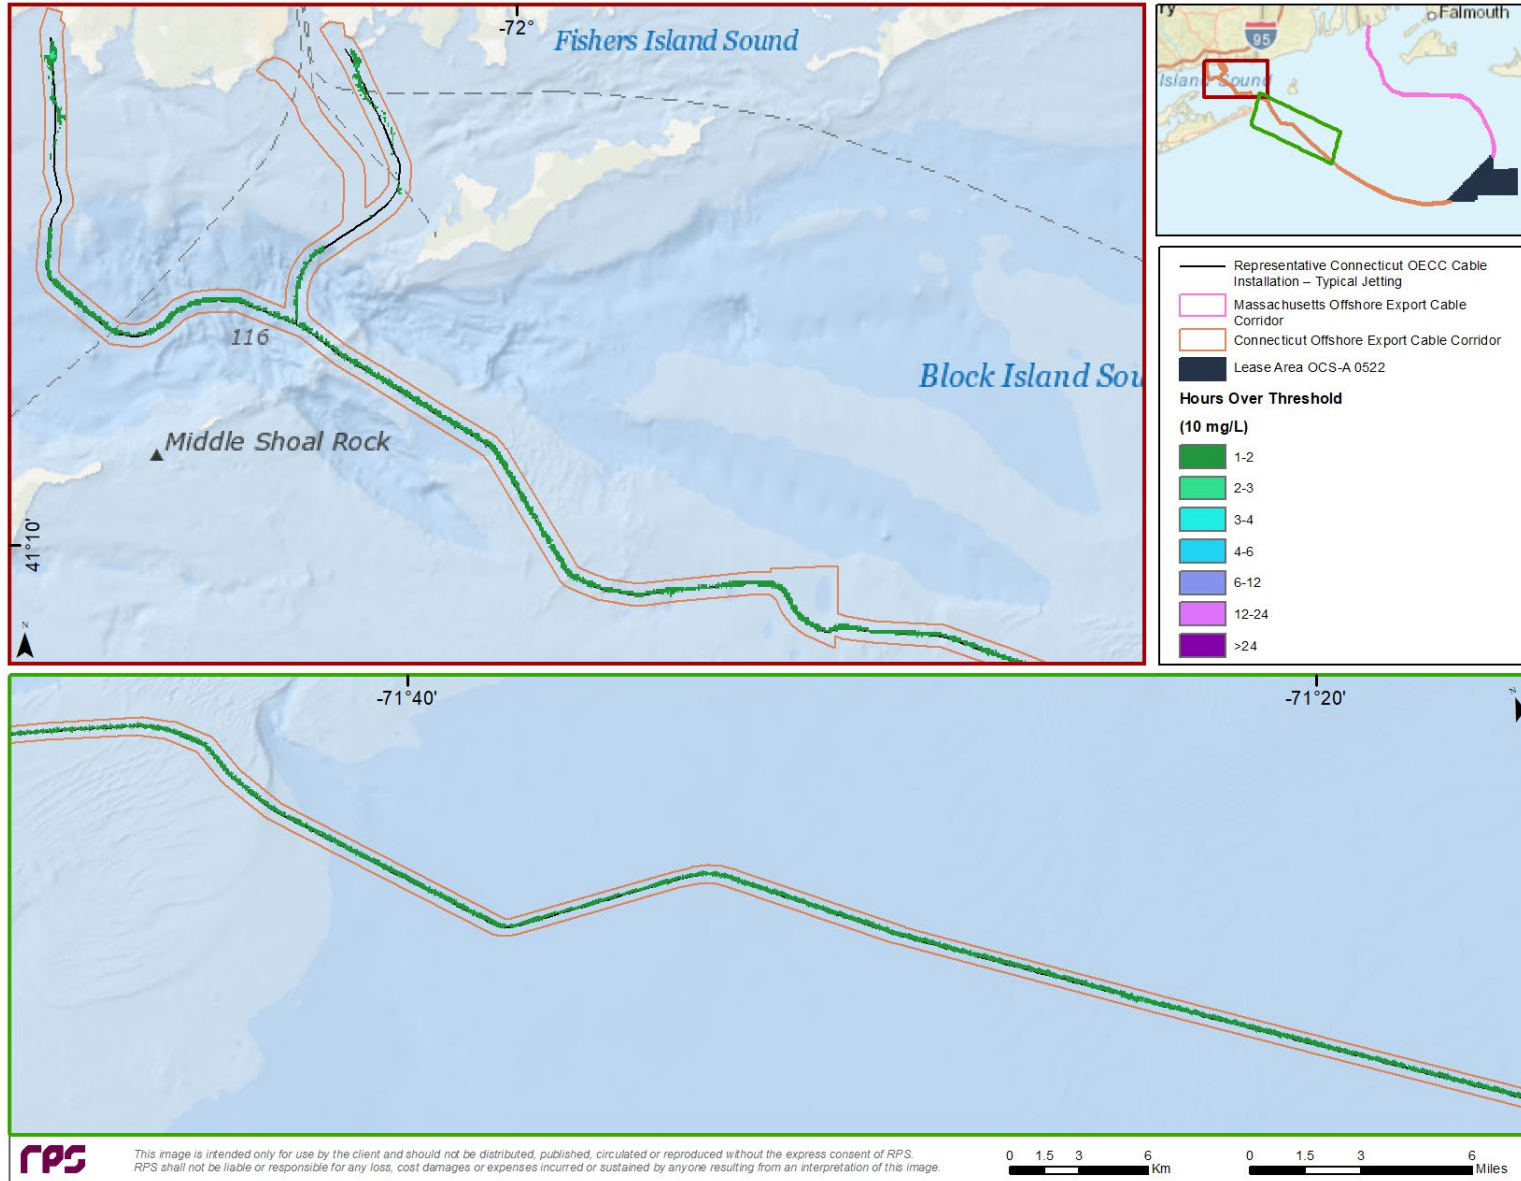 -72°
Fishers Island Sound
116
Middle Shoal Rock
Block Island Sou
41°10'
N
ry
Falmouth
95
Island Sound
Representative Connecticut OECC Cable
Installation – Typical Jetting
Massachusetts Offshore Export Cable
Corridor
Connecticut Offshore Export Cable Corridor
Lease Area OCS-A 0522
Hours Over Threshold
(10 mg/L)
1-2
2-3
3-4
4-6
6-12
12-24
>24
-71°40'
-71°20'
N
rps
This image is intended only for use by the client and should not be distributed, published, circulated or reproduced without the express consent of RPS.
RPS shall not be liable or responsible for any loss, cost damages or expenses incurred or sustained by anyone resulting from an interpretation of this image.
0 1.5 3 6
Km
0 1.5 3 6
Miles